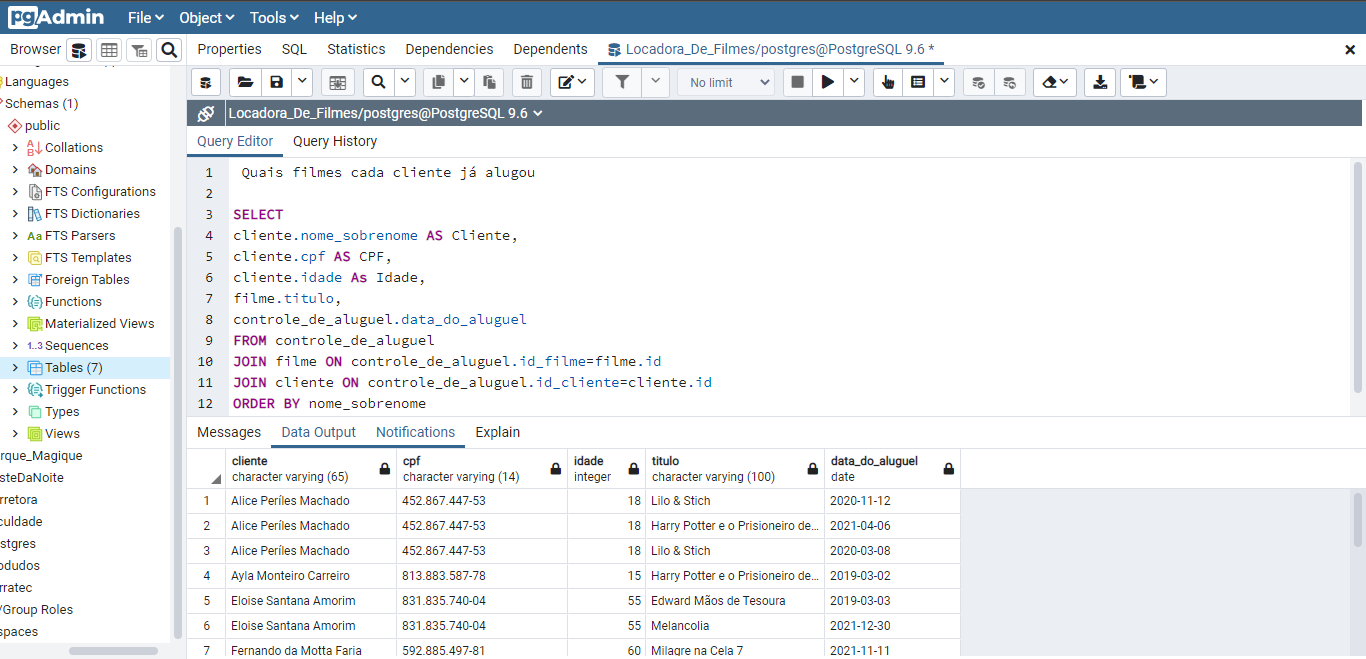 pgAdmin File Object Tools Help
Browser Properties SQL Statistics Dependencies Dependents Locadora_De_Filmes/postgres@PostgreSQL 9.6 *
No limit
Locadora_De_Filmes/postgres@PostgreSQL 9.6
Languages
Schemas (1)
public
Collations
Domains
FTS Configurations
FTS Dictionaries
Aa FTS Parsers
FTS Templates
Foreign Tables
Functions
Materialized Views
1..3 Sequences
Tables (7)
Trigger Functions
Types
Views
rque_Magique
steDaNoite
rretora
culdade
stgres
odudos
rratec
/Group Roles
spaces
Query Editor Query History
1 Quais filmes cada cliente já alugou
2
3 SELECT
4 cliente.nome_sobrenome AS Cliente,
5 cliente.cpf AS CPF,
6 cliente.idade As Idade,
7 filme.titulo,
8 controle_de_aluguel.data_do_aluguel
9 FROM controle_de_aluguel
10 JOIN filme ON controle_de_aluguel.id_filme=filme.id
11 JOIN cliente ON controle_de_aluguel.id_cliente=cliente.id
12 ORDER BY nome_sobrenome
Messages Data Output Notifications Explain
cliente cpf idade titulo data_do_aluguel
character varying (65) character varying (14) integer character varying (100) date
1 Alice Períles Machado 452.867.447-53 18 Lilo & Stich 2020-11-12
2 Alice Períles Machado 452.867.447-53 18 Harry Potter e o Prisioneiro de... 2021-04-06
3 Alice Períles Machado 452.867.447-53 18 Lilo & Stich 2020-03-08
4 Ayla Monteiro Carreiro 813.883.587-78 15 Harry Potter e o Prisioneiro de... 2019-03-02
5 Eloise Santana Amorim 831.835.740-04 55 Edward Mãos de Tesoura 2019-03-03
6 Eloise Santana Amorim 831.835.740-04 55 Melancolia 2021-12-30
7 Fernando da Motta Faria 592.885.497-81 60 Milagre na Cela 7 2021-11-11